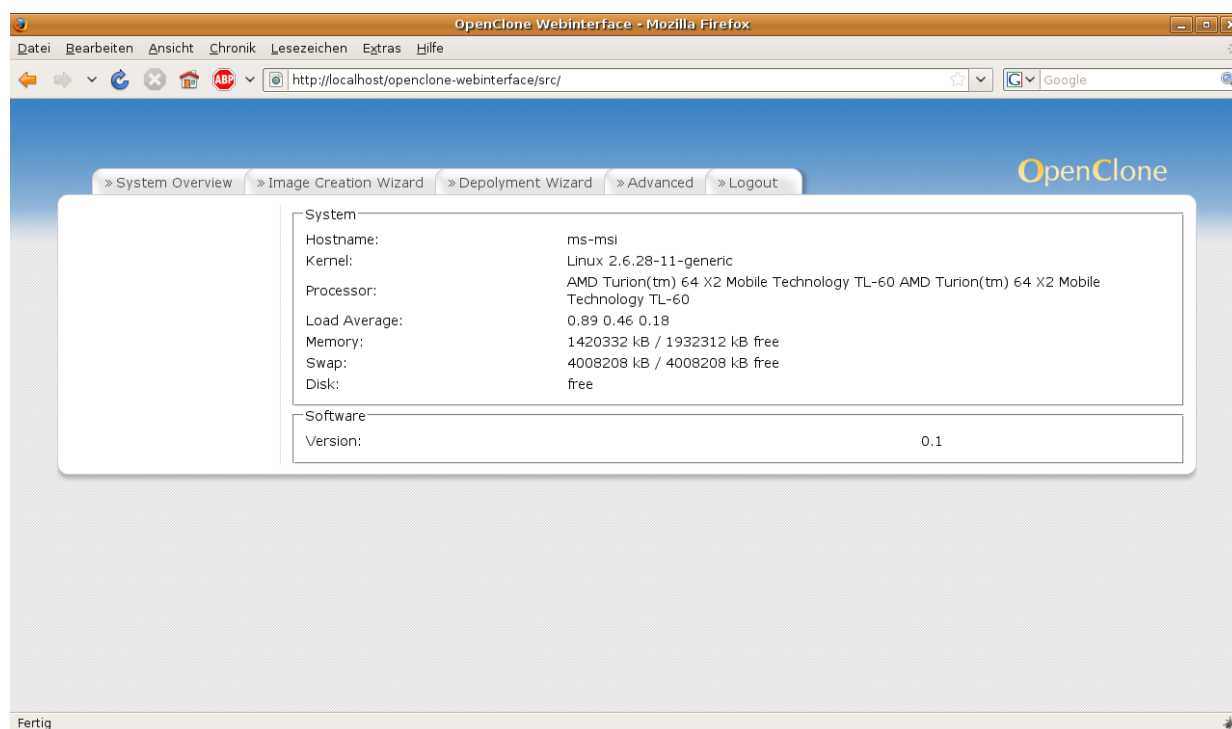 OpenClone Webinterface - Mozilla Firefox
Datei Bearbeiten Ansicht Chronik Lesezeichen Extras Hilfe
ABP http://localhost/openclone-webinterface/src/ G Google
OpenClone
» System Overview » Image Creation Wizard » Depolyment Wizard » Advanced » Logout
System
Hostname: ms-msi
Kernel: Linux 2.6.28-11-generic
Processor: AMD Turion(tm) 64 X2 Mobile Technology TL-60 AMD Turion(tm) 64 X2 Mobile
Technology TL-60
Load Average: 0.89 0.46 0.18
Memory: 1420332 kB / 1932312 kB free
Swap: 4008208 kB / 4008208 kB free
Disk: free
Software
Version: 0.1
Fertig